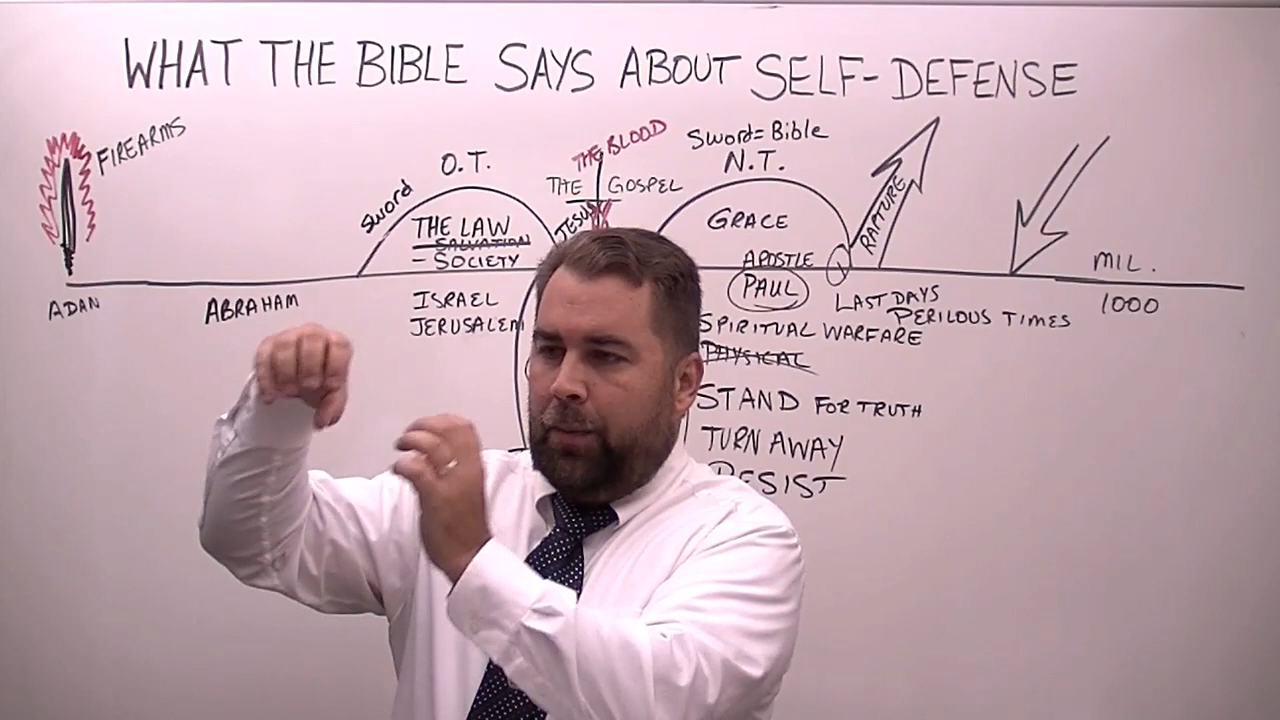 WHAT THE BIBLE SAYS ABOUT SELF-DEFENSE
FIREARMS
ADAN
ABRAHAM
Sword
O.T.
THE LAW
SALVATION
- SOCIETY
ISRAEL
JERUSALEM
THE BLOOD
THE GOSPEL
JESUS
Sword=Bible
N.T.
GRACE
APOSTLE
PAUL
SPIRITUAL WARFARE
PHYSICAL
STAND FOR TRUTH
TURN AWAY
RESIST
RAPTURE
LAST DAYS
PERILOUS TIMES
MIL.
1000